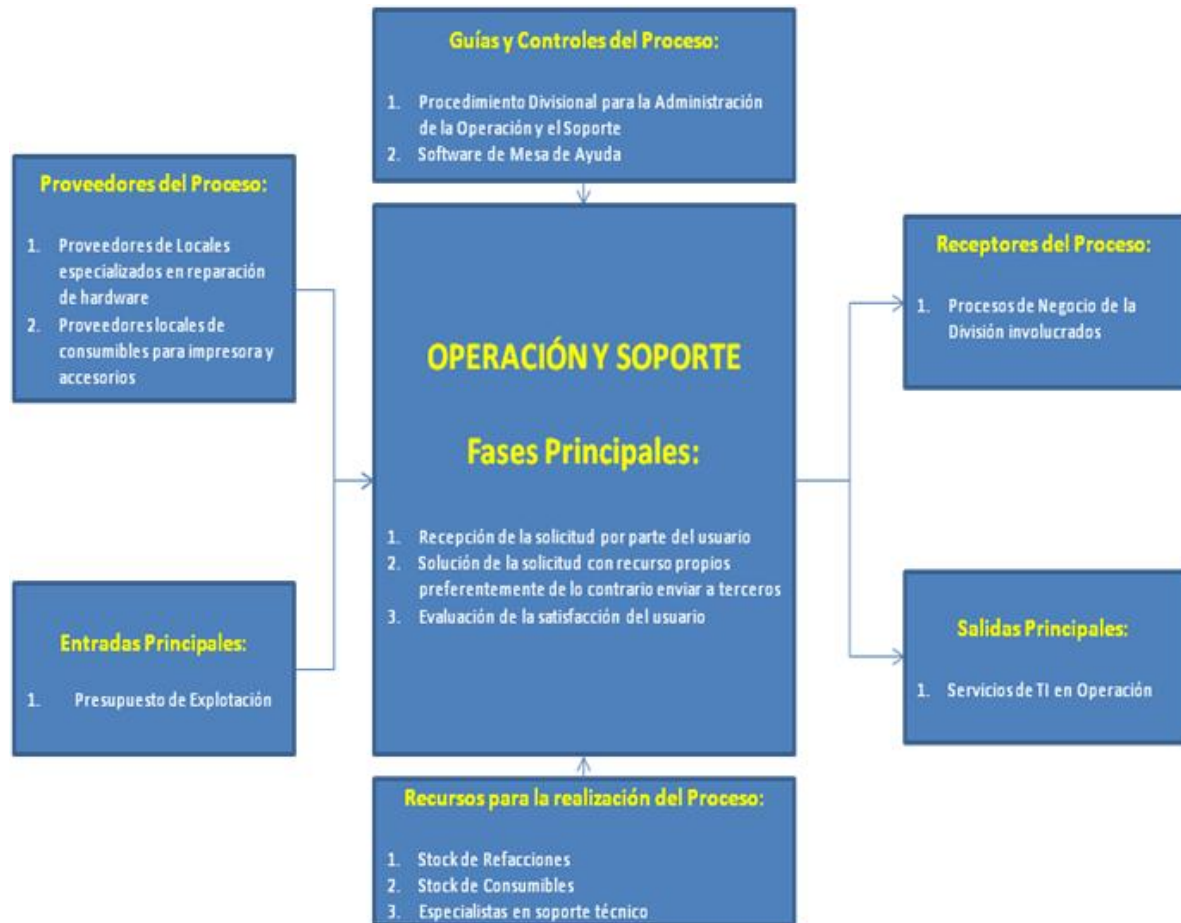 Guías y Controles del Proceso:
1. Procedimiento Divisional para la Administración
de la Operación y el Soporte
2. Software de Mesa de Ayuda
Proveedores del Proceso:
1. Proveedores de Locales
especializados en reparación
de hardware
2. Proveedores locales de
consumibles para impresora y
accesorios
Entradas Principales:
1. Presupuesto de Explotación
OPERACIÓN Y SOPORTE
Fases Principales:
1. Recepción de la solicitud por parte del usuario
2. Solución de la solicitud con recurso propios
preferentemente de lo contrario enviar a terceros
3. Evaluación de la satisfacción del usuario
Receptores del Proceso:
1. Procesos de Negocio de la
División involucrados
Salidas Principales:
1. Servicios de TI en Operación
Recursos para la realización del Proceso:
1. Stock de Refacciones
2. Stock de Consumibles
3. Especialistas en soporte técnico